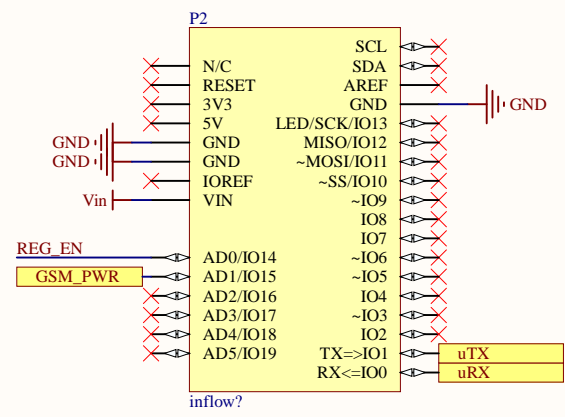 P2
SCL
SDA
N/C
RESET
AREF
3V3
GND
GND
5V
LED/SCK/IO13
GND
GND
MISO/IO12
GND
GND
~MOSI/IO11
IOREF
~SS/IO10
Vin
VIN
~IO9
IO8
IO7
REG_EN
AD0/IO14
~IO6
GSM_PWR
AD1/IO15
~IO5
AD2/IO16
IO4
AD3/IO17
~IO3
AD4/IO18
IO2
AD5/IO19
TX=>IO1
uTX
RX<=IO0
uRX
inflow?